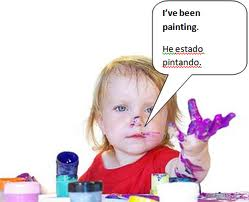 I've been
painting.
He estado
pintando.